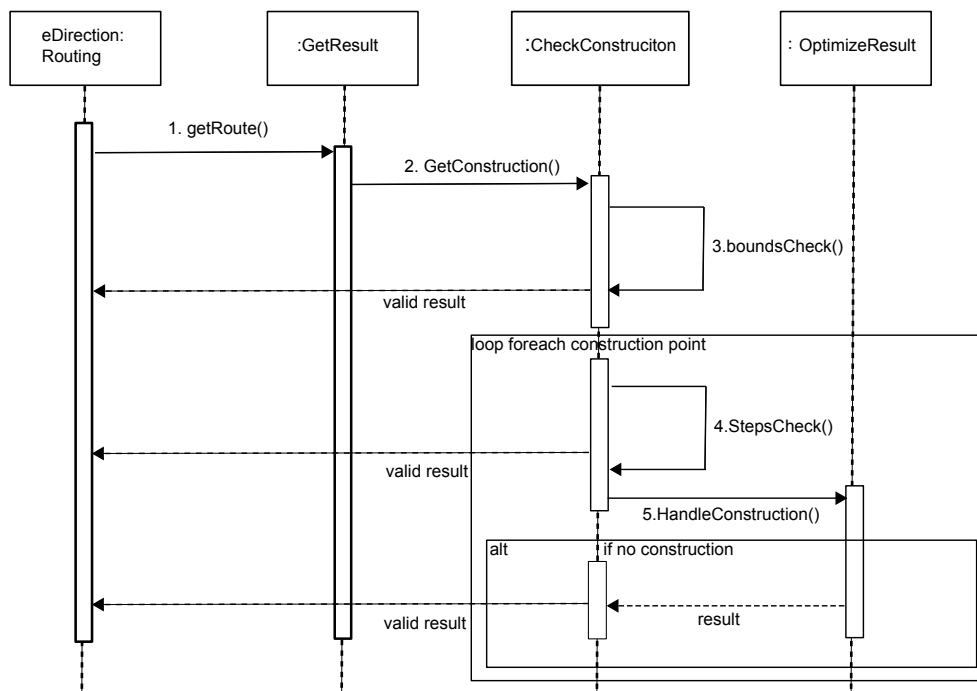 eDirection:
Routing
:GetResult
:CheckConstruciton
: OptimizeResult
1. getRoute()
2. GetConstruction()
3.boundsCheck()
valid result
loop foreach construction point
4.StepsCheck()
valid result
5.HandleConstruction()
alt
if no construction
valid result
result